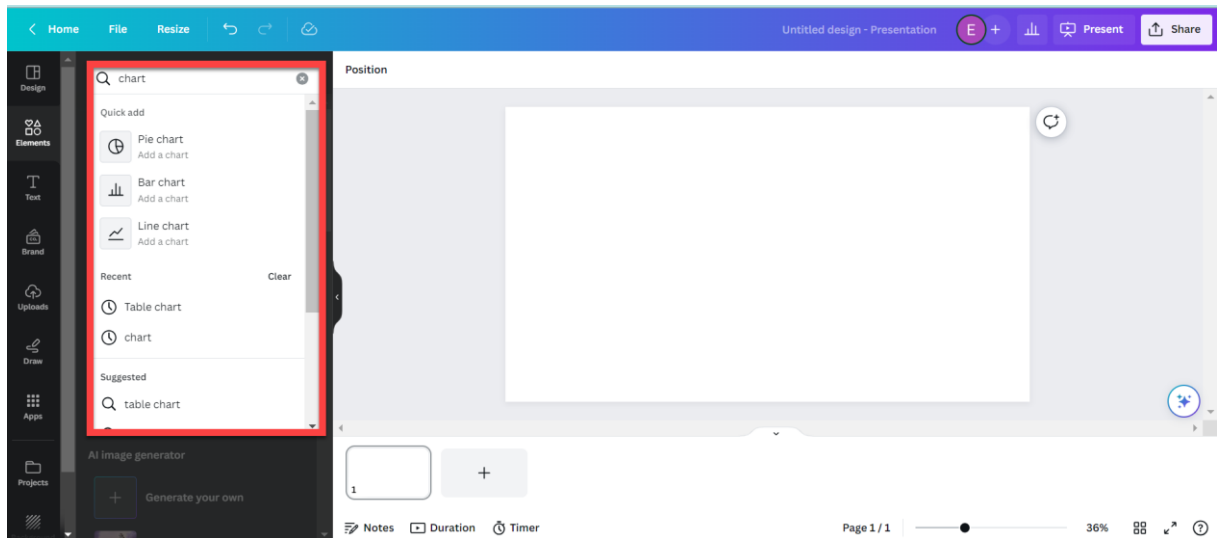 Home File Resize Untitled design - Presentation E + Present Share
Design
Elements
Text
Brand
Uploads
Draw
Apps
Projects
chart
Quick add
Pie chart
Add a chart
Bar chart
Add a chart
Line chart
Add a chart
Recent Clear
Table chart
chart
Suggested
table chart
AI image generator
+ Generate your own
Position
1
+
Notes Duration Timer Page 1 / 1 36% ?